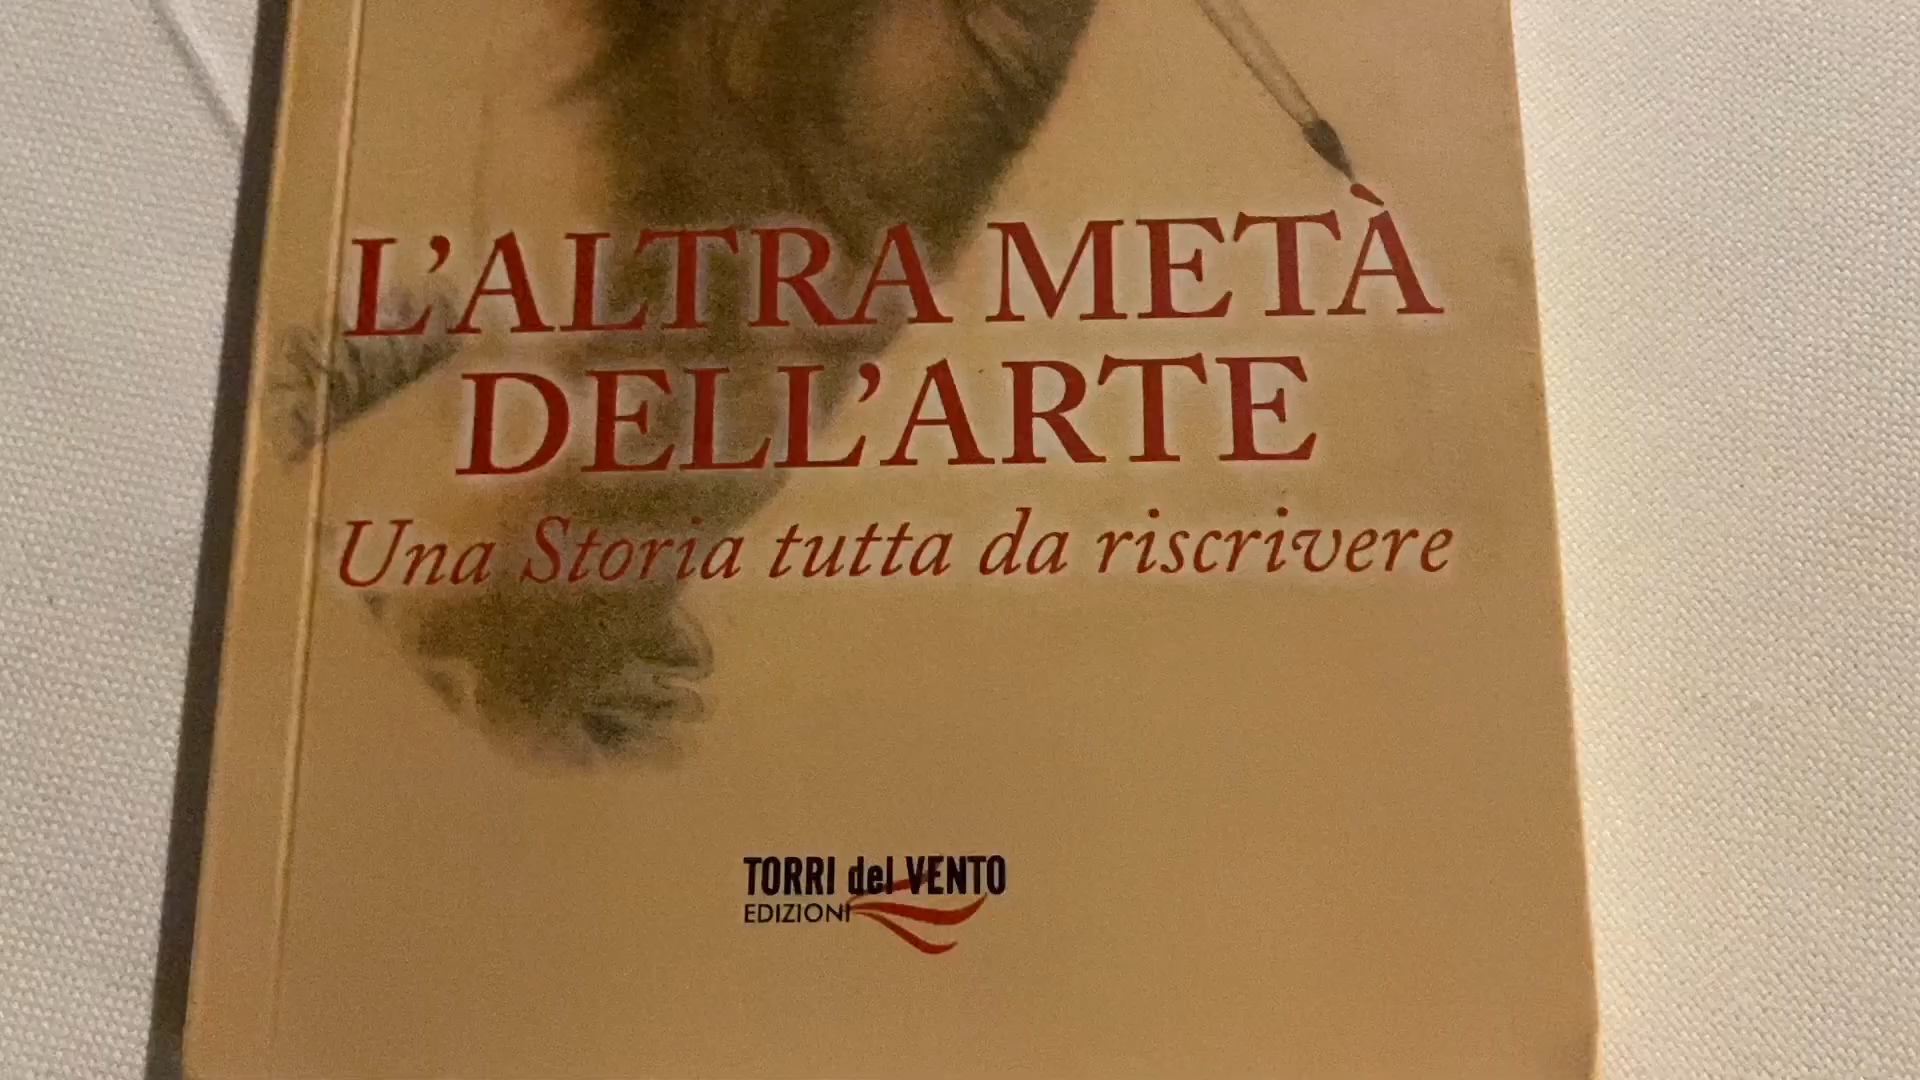 L’ALTRA METÀ
DELL’ARTE
Una Storia tutta da riscrivere
TORRI del VENTO
EDIZIONI